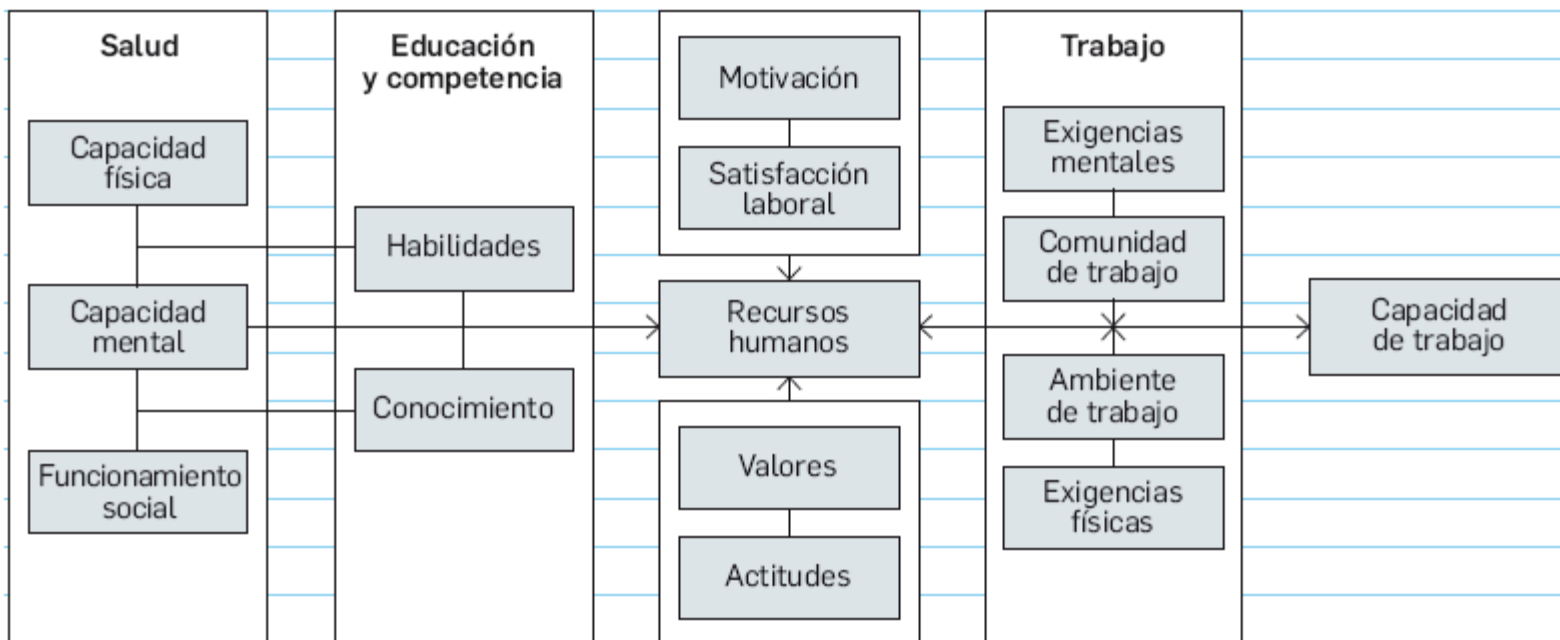 Salud
Capacidad
física
Capacidad
mental
Funcionamiento
social
Educación
y competencia
Habilidades
Conocimiento
Motivación
Satisfacción
laboral
Recursos
humanos
Valores
Actitudes
Trabajo
Exigencias
mentales
Comunidad
de trabajo
Ambiente
de trabajo
Exigencias
físicas
Capacidad
de trabajo